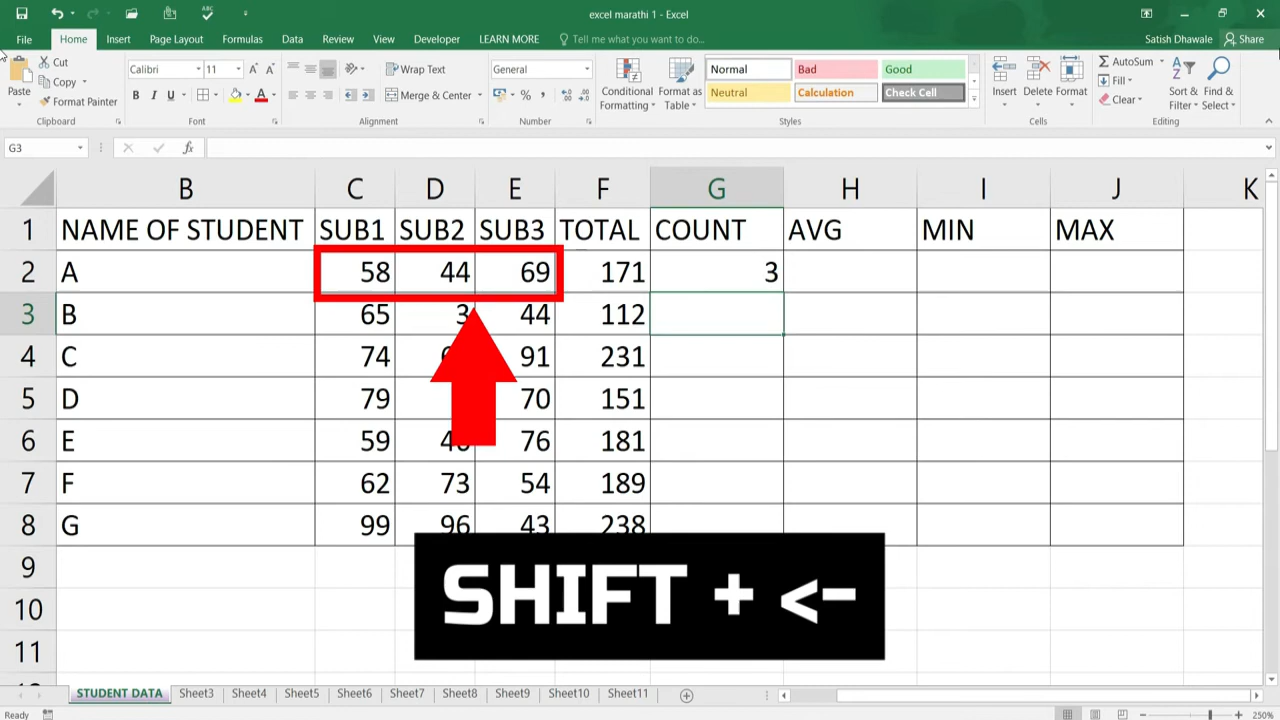 excel marathi 1 - Excel
File Home Insert Page Layout Formulas Data Review View Developer LEARN MORE Tell me what you want to do... Satish Dhawale Share
Paste Cut Copy Format Painter Clipboard
Calibri 11 A A B I U A Font
Wrap Text Merge & Center Alignment
General % , Number
Conditional Formatting Format as Table Normal Bad Good Neutral Calculation Check Cell Styles
Insert Delete Format Cells
AutoSum Fill Clear Sort & Filter Find & Select Editing
G3 fx
B C D E F G H I J K
1 NAME OF STUDENT SUB1 SUB2 SUB3 TOTAL COUNT AVG MIN MAX
2 A 58 44 69 171 3
3 B 65 3 44 112
4 C 74 91 231
5 D 79 70 151
6 E 59 76 181
7 F 62 73 54 189
8 G 99 96 43 238
9
10
11
SHIFT + <-
STUDENT DATA Sheet3 Sheet4 Sheet5 Sheet6 Sheet7 Sheet8 Sheet9 Sheet10 Sheet11
Ready 250%